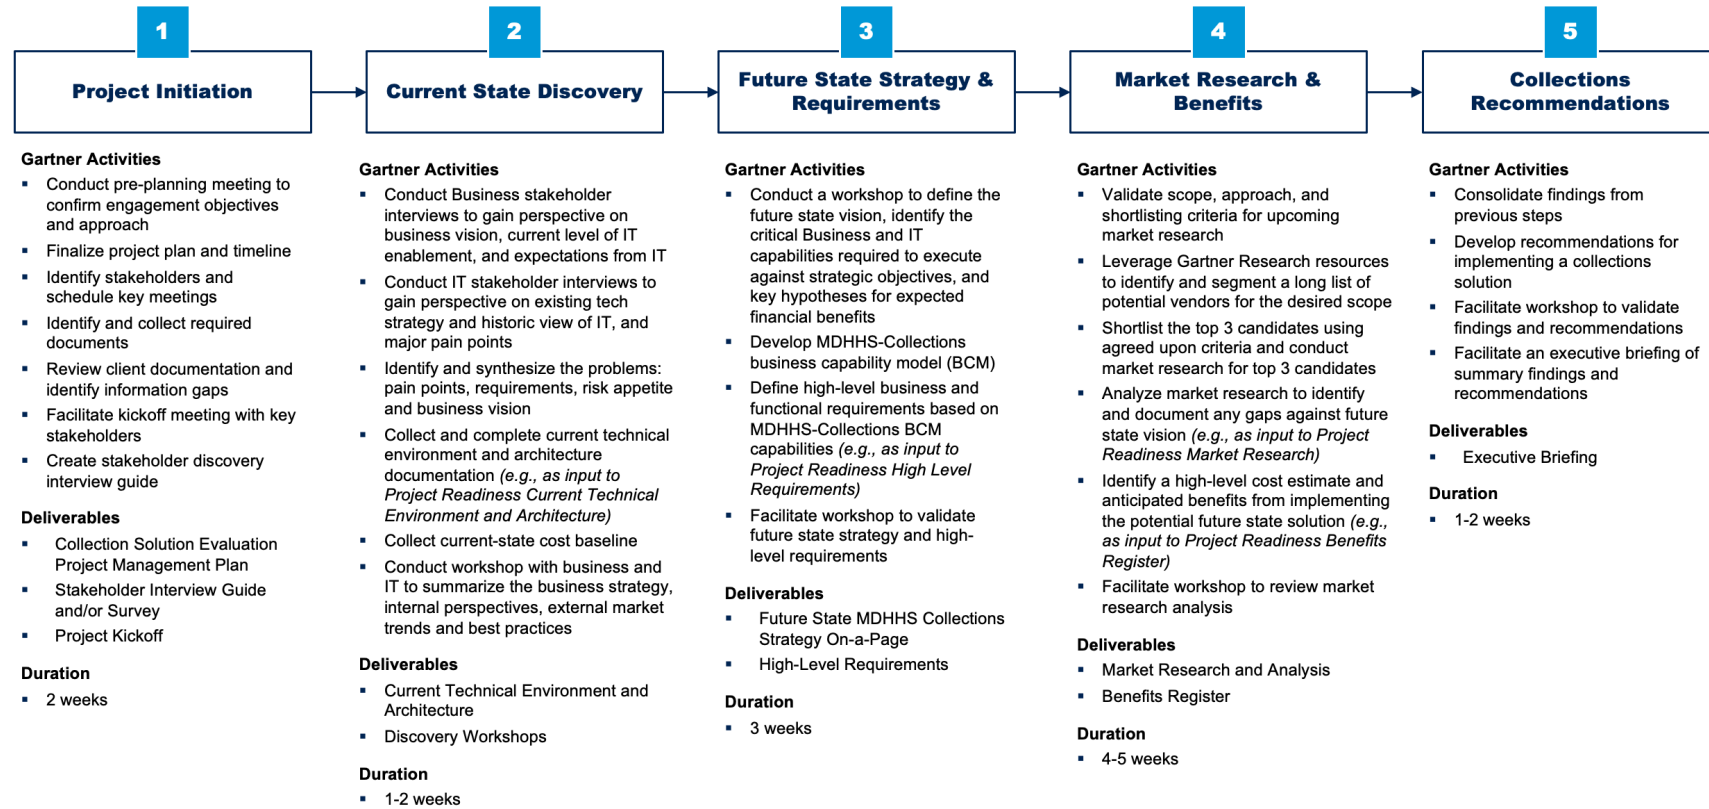 1
Project Initiation
Gartner Activities
▪ Conduct pre-planning meeting to
confirm engagement objectives
and approach
▪ Finalize project plan and timeline
▪ Identify stakeholders and
schedule key meetings
▪ Identify and collect required
documents
▪ Review client documentation and
identify information gaps
▪ Facilitate kickoff meeting with key
stakeholders
▪ Create stakeholder discovery
interview guide
Deliverables
▪ Collection Solution Evaluation
Project Management Plan
▪ Stakeholder Interview Guide
and/or Survey
▪ Project Kickoff
Duration
▪ 2 weeks
2
Current State Discovery
Gartner Activities
▪ Conduct Business stakeholder
interviews to gain perspective on
business vision, current level of IT
enablement, and expectations from IT
▪ Conduct IT stakeholder interviews to
gain perspective on existing tech
strategy and historic view of IT, and
major pain points
▪ Identify and synthesize the problems:
pain points, requirements, risk appetite
and business vision
▪ Collect and complete current technical
environment and architecture
documentation (e.g., as input to
Project Readiness Current Technical
Environment and Architecture)
▪ Collect current-state cost baseline
▪ Conduct workshop with business and
IT to summarize the business strategy,
internal perspectives, external market
trends and best practices
Deliverables
▪ Current Technical Environment and
Architecture
▪ Discovery Workshops
Duration
▪ 1-2 weeks
3
Future State Strategy &
Requirements
Gartner Activities
▪ Conduct a workshop to define the
future state vision, identify the
critical Business and IT
capabilities required to execute
against strategic objectives, and
key hypotheses for expected
financial benefits
▪ Develop MDHHS-Collections
business capability model (BCM)
▪ Define high-level business and
functional requirements based on
MDHHS-Collections BCM
capabilities (e.g., as input to
Project Readiness High Level
Requirements)
▪ Facilitate workshop to validate
future state strategy and high-
level requirements
Deliverables
▪ Future State MDHHS Collections
Strategy On-a-Page
▪ High-Level Requirements
Duration
▪ 3 weeks
4
Market Research &
Benefits
Gartner Activities
▪ Validate scope, approach, and
shortlisting criteria for upcoming
market research
▪ Leverage Gartner Research resources
to identify and segment a long list of
potential vendors for the desired scope
▪ Shortlist the top 3 candidates using
agreed upon criteria and conduct
market research for top 3 candidates
▪ Analyze market research to identify
and document any gaps against future
state vision (e.g., as input to Project
Readiness Market Research)
▪ Identify a high-level cost estimate and
anticipated benefits from implementing
the potential future state solution (e.g.,
as input to Project Readiness Benefits
Register)
▪ Facilitate workshop to review market
research analysis
Deliverables
▪ Market Research and Analysis
▪ Benefits Register
Duration
▪ 4-5 weeks
5
Collections
Recommendations
Gartner Activities
▪ Consolidate findings from
previous steps
▪ Develop recommendations for
implementing a collections
solution
▪ Facilitate workshop to validate
findings and recommendations
▪ Facilitate an executive briefing of
summary findings and
recommendations
Deliverables
▪ Executive Briefing
Duration
▪ 1-2 weeks